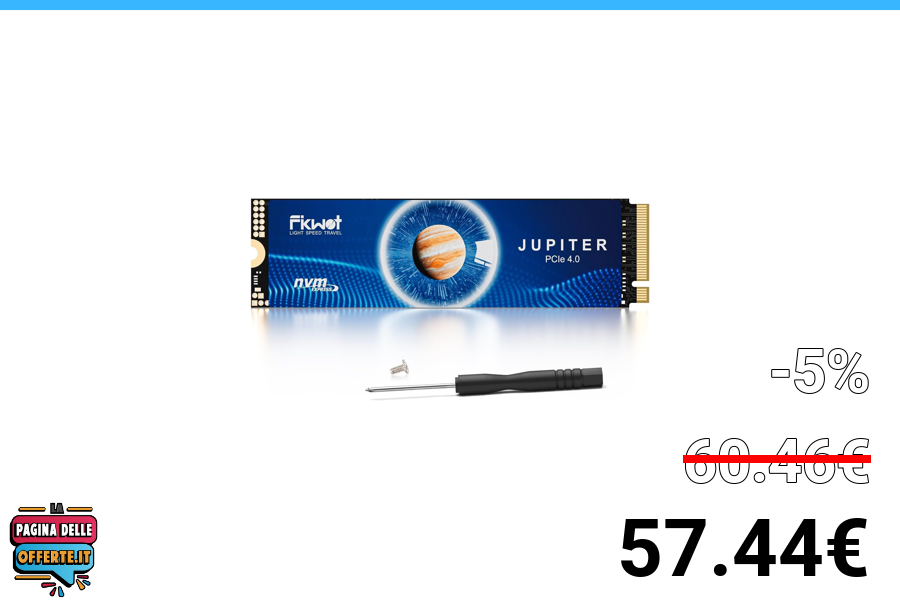 Fikwot
LIGHT SPEED TRAVEL
JUPITER
PCIe 4.0
nvm
EXPRESS
-5%
60.46€
57.44€
LA
PAGINA DELLE
OFFERTE.IT